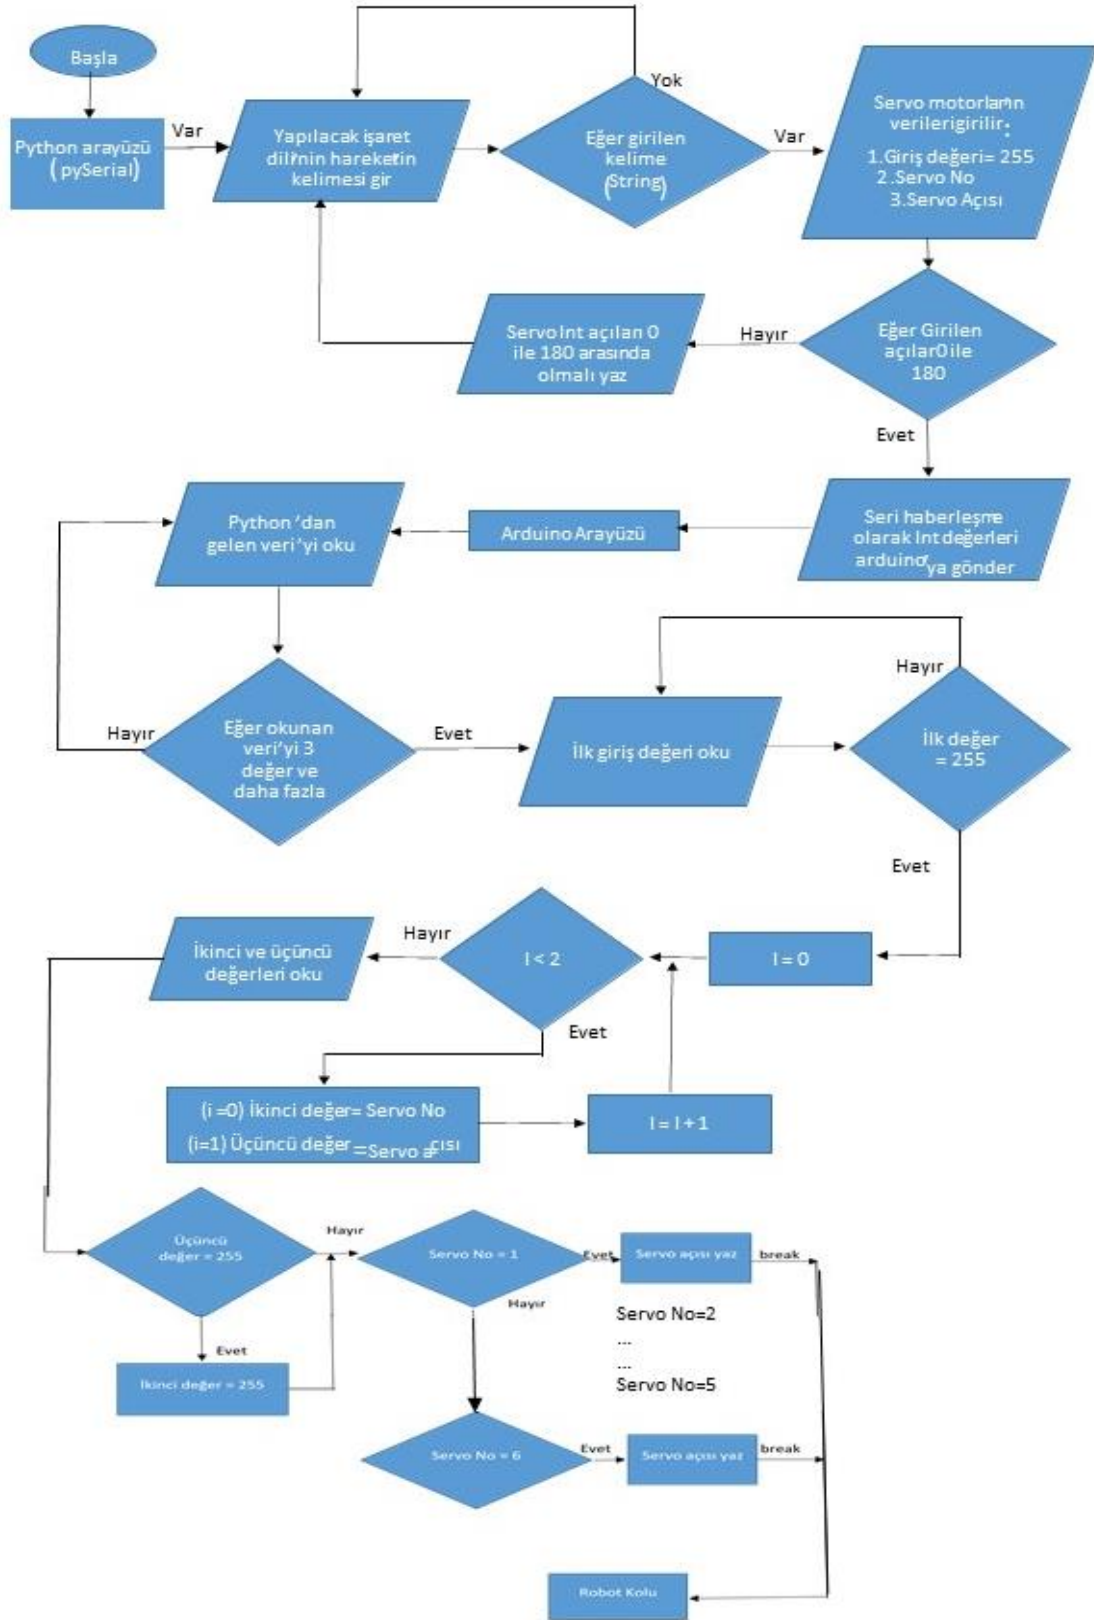 Başla
Python arayüzü
(pySerial)
Var
Yapılacak işaret
dili'nin hareketin
kelimesi gir
Yok
Eğer girilen
kelime
(String)
Var
Servo motorların
verilerigirilir:
1.Giriş değeri= 255
2.Servo No
3.Servo Açısı
Servo Int açılan 0
ile 180 arasında
olmalı yaz
Hayır
Eğer Girilen
açılar0 ile
180
Evet
Python'dan
gelen veri'yi oku
Arduino Arayüzü
Seri haberleşme
olarak Int değerleri
arduino'ya gönder
Hayır
Hayır
Eğer okunan
veri'yi 3
değer ve
daha fazla
Evet
İlk giriş değeri oku
İlk değer
= 255
Evet
İkinci ve üçüncü
değerleri oku
Hayır
I < 2
I = 0
Evet
(i =0) İkinci değer= Servo No
(i=1) Üçüncü değer =Servo açısı
I = I + 1
Üçüncü
değer = 255
Hayır
Servo No = 1
Evet
Servo açısı yaz
break
Hayır
Servo No=2
...
...
Servo No=5
Evet
İkinci değer = 255
Servo No = 6
Evet
Servo açısı yaz
break
Robot Kolu